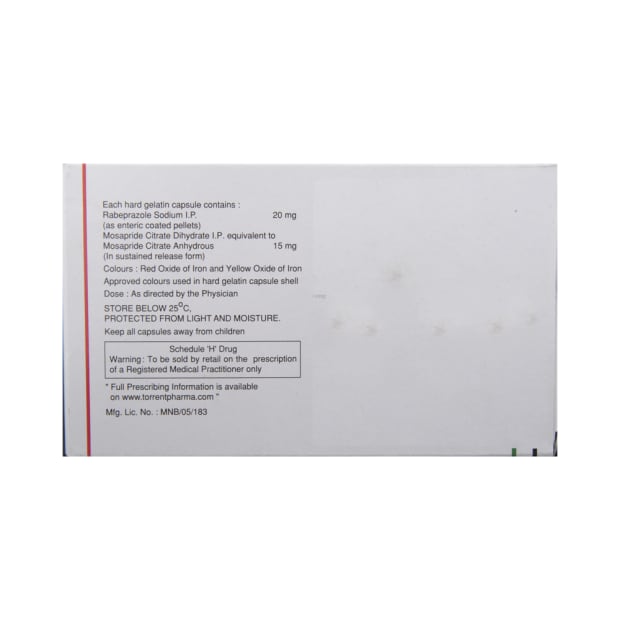 Each hard gelatin capsule contains :
Rabeprazole Sodium I.P. 20 mg
(as enteric coated pellets)
Mosapride Citrate Dihydrate I.P. equivalent to
Mosapride Citrate Anhydrous 15 mg
(In sustained release form)
Colours : Red Oxide of Iron and Yellow Oxide of Iron
Approved colours used in hard gelatin capsule shell
Dose : As directed by the Physician
STORE BELOW 25°C,
PROTECTED FROM LIGHT AND MOISTURE.
Keep all capsules away from children
Schedule 'H' Drug
Warning : To be sold by retail on the prescription
of a Registered Medical Practitioner only
" Full Prescribing Information is available
on www.torrentpharma.com "
Mfg. Lic. No. : MNB/05/183